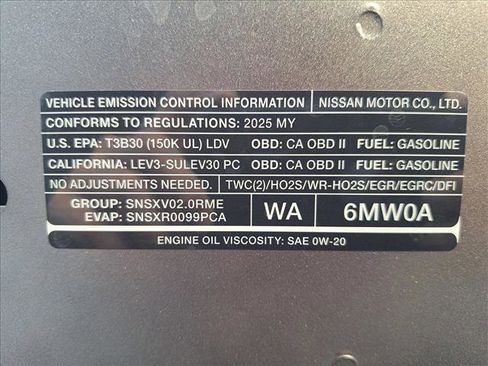 VEHICLE EMISSION CONTROL INFORMATION NISSAN MOTOR CO., LTD.
CONFORMS TO REGULATIONS: 2025 MY
U.S. EPA: T3B30 (150K UL) LDV OBD: CA OBD II FUEL: GASOLINE
CALIFORNIA: LEV3-SULEV30 PC OBD: CA OBD II FUEL: GASOLINE
NO ADJUSTMENTS NEEDED. TWC(2)/HO2S/WR-HO2S/EGR/EGRC/DFI
GROUP: SNSXV02.0RME
EVAP: SNSXR0099PCA
WA 6MW0A
ENGINE OIL VISCOSITY: SAE 0W-20